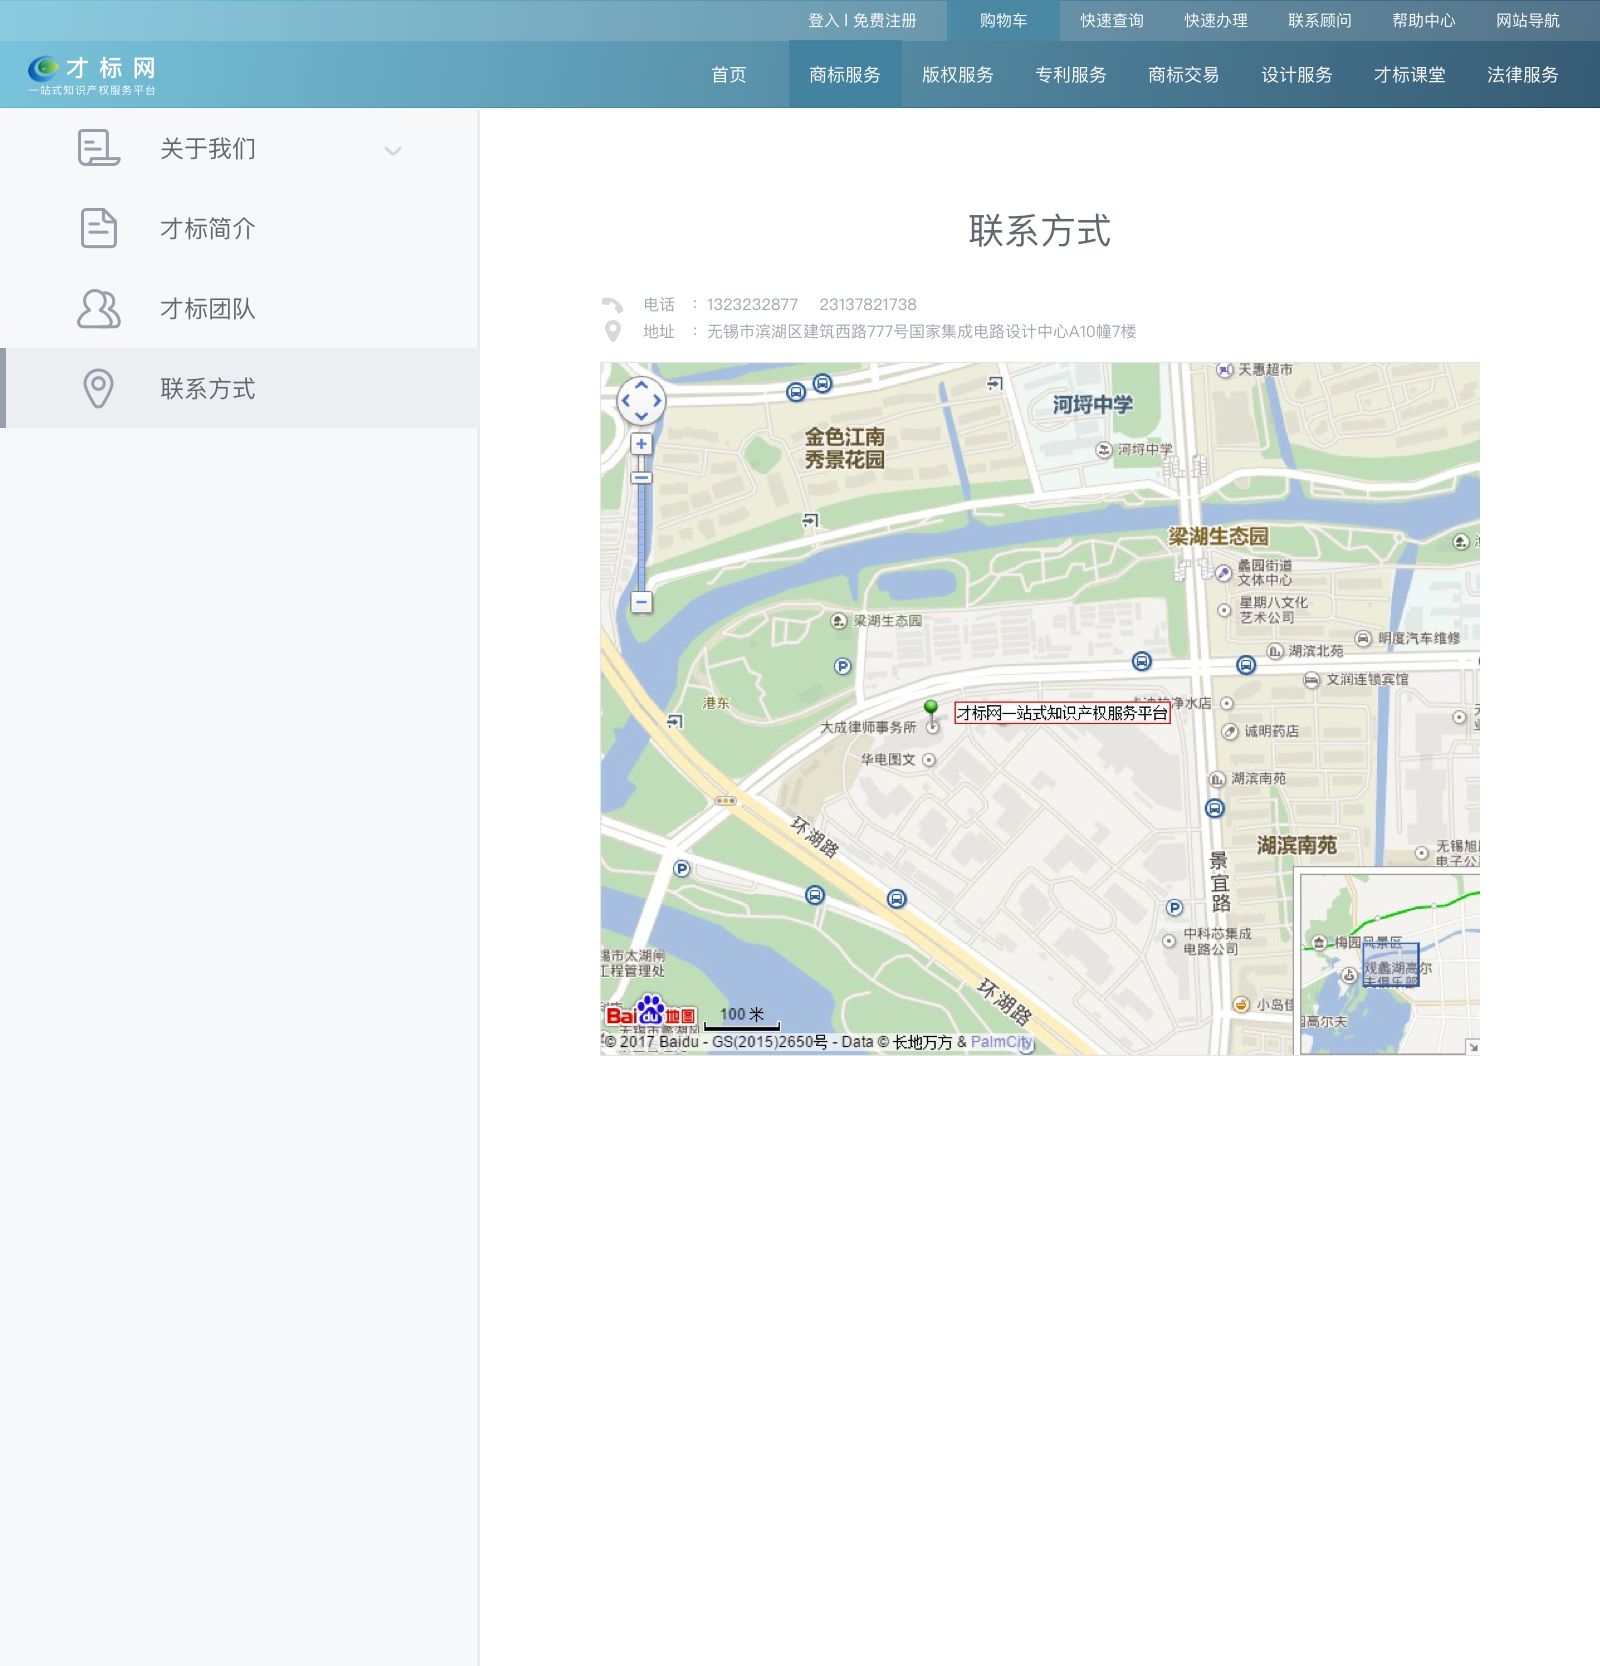 登入 | 免费注册 购物车 快速查询 快速办理 联系顾问 帮助中心 网站导航
才标网
一站式知识产权服务平台
首页 商标服务 版权服务 专利服务 商标交易 设计服务 才标课堂 法律服务
关于我们
才标简介
才标团队
联系方式
联系方式
电话 : 1323232877 23137821738
地址 : 无锡市滨湖区建筑西路777号国家集成电路设计中心A10幢7楼
天惠超市
河埒中学
金色江南
秀景花园
河埒中学
梁湖生态园
蠡园街道
文体中心
星期八文化
艺术公司
梁湖生态园
明度汽车维修
湖滨北苑
文润连锁宾馆
港东
净水店
才标网一站式知识产权服务平台
大成律师事务所
诚明药店
华电图文
湖滨南苑
环湖路
湖滨南苑
无锡旭
电子公
景宜路
P
中科芯集成
电路公司
梅园风景区
观蠡湖高尔
夫俱乐部
锡市太湖闸
工程管理处
环湖路
小岛佳
高尔夫
Bai du 地图
100 米
© 2017 Baidu - GS(2015)2650号 - Data © 长地万方 & PalmCity